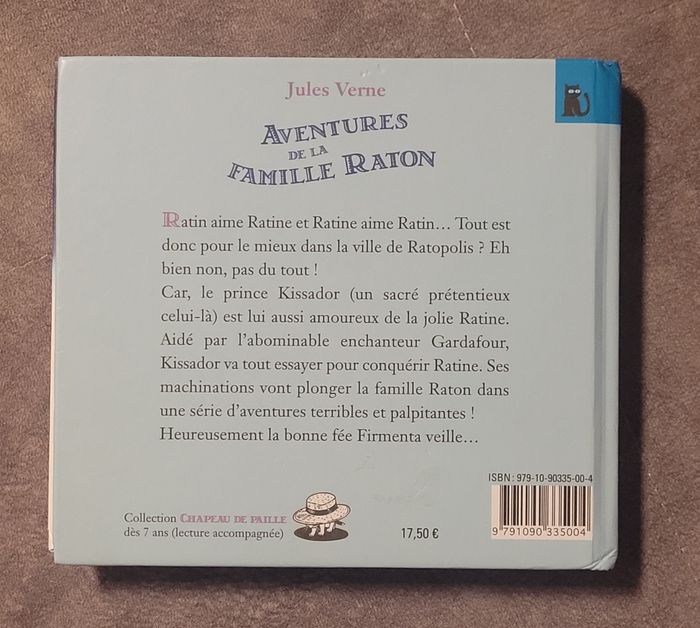 Jules Verne
AVENTURES
DE LA
FAMILLE RATON
Ratin aime Ratine et Ratine aime Ratin... Tout est
donc pour le mieux dans la ville de Ratopolis ? Eh
bien non, pas du tout !
Car, le prince Kissador (un sacré prétentieux
celui-là) est lui aussi amoureux de la jolie Ratine.
Aidé par l'abominable enchanteur Gardafour,
Kissador va tout essayer pour conquérir Ratine. Ses
machinations vont plonger la famille Raton dans
une série d'aventures terribles et palpitantes !
Heureusement la bonne fée Firmenta veille...
ISBN : 979-10-90335-00-4
Collection CHAPEAU DE PAILLE
dès 7 ans (lecture accompagnée)
17,50 €
9 791090 335004